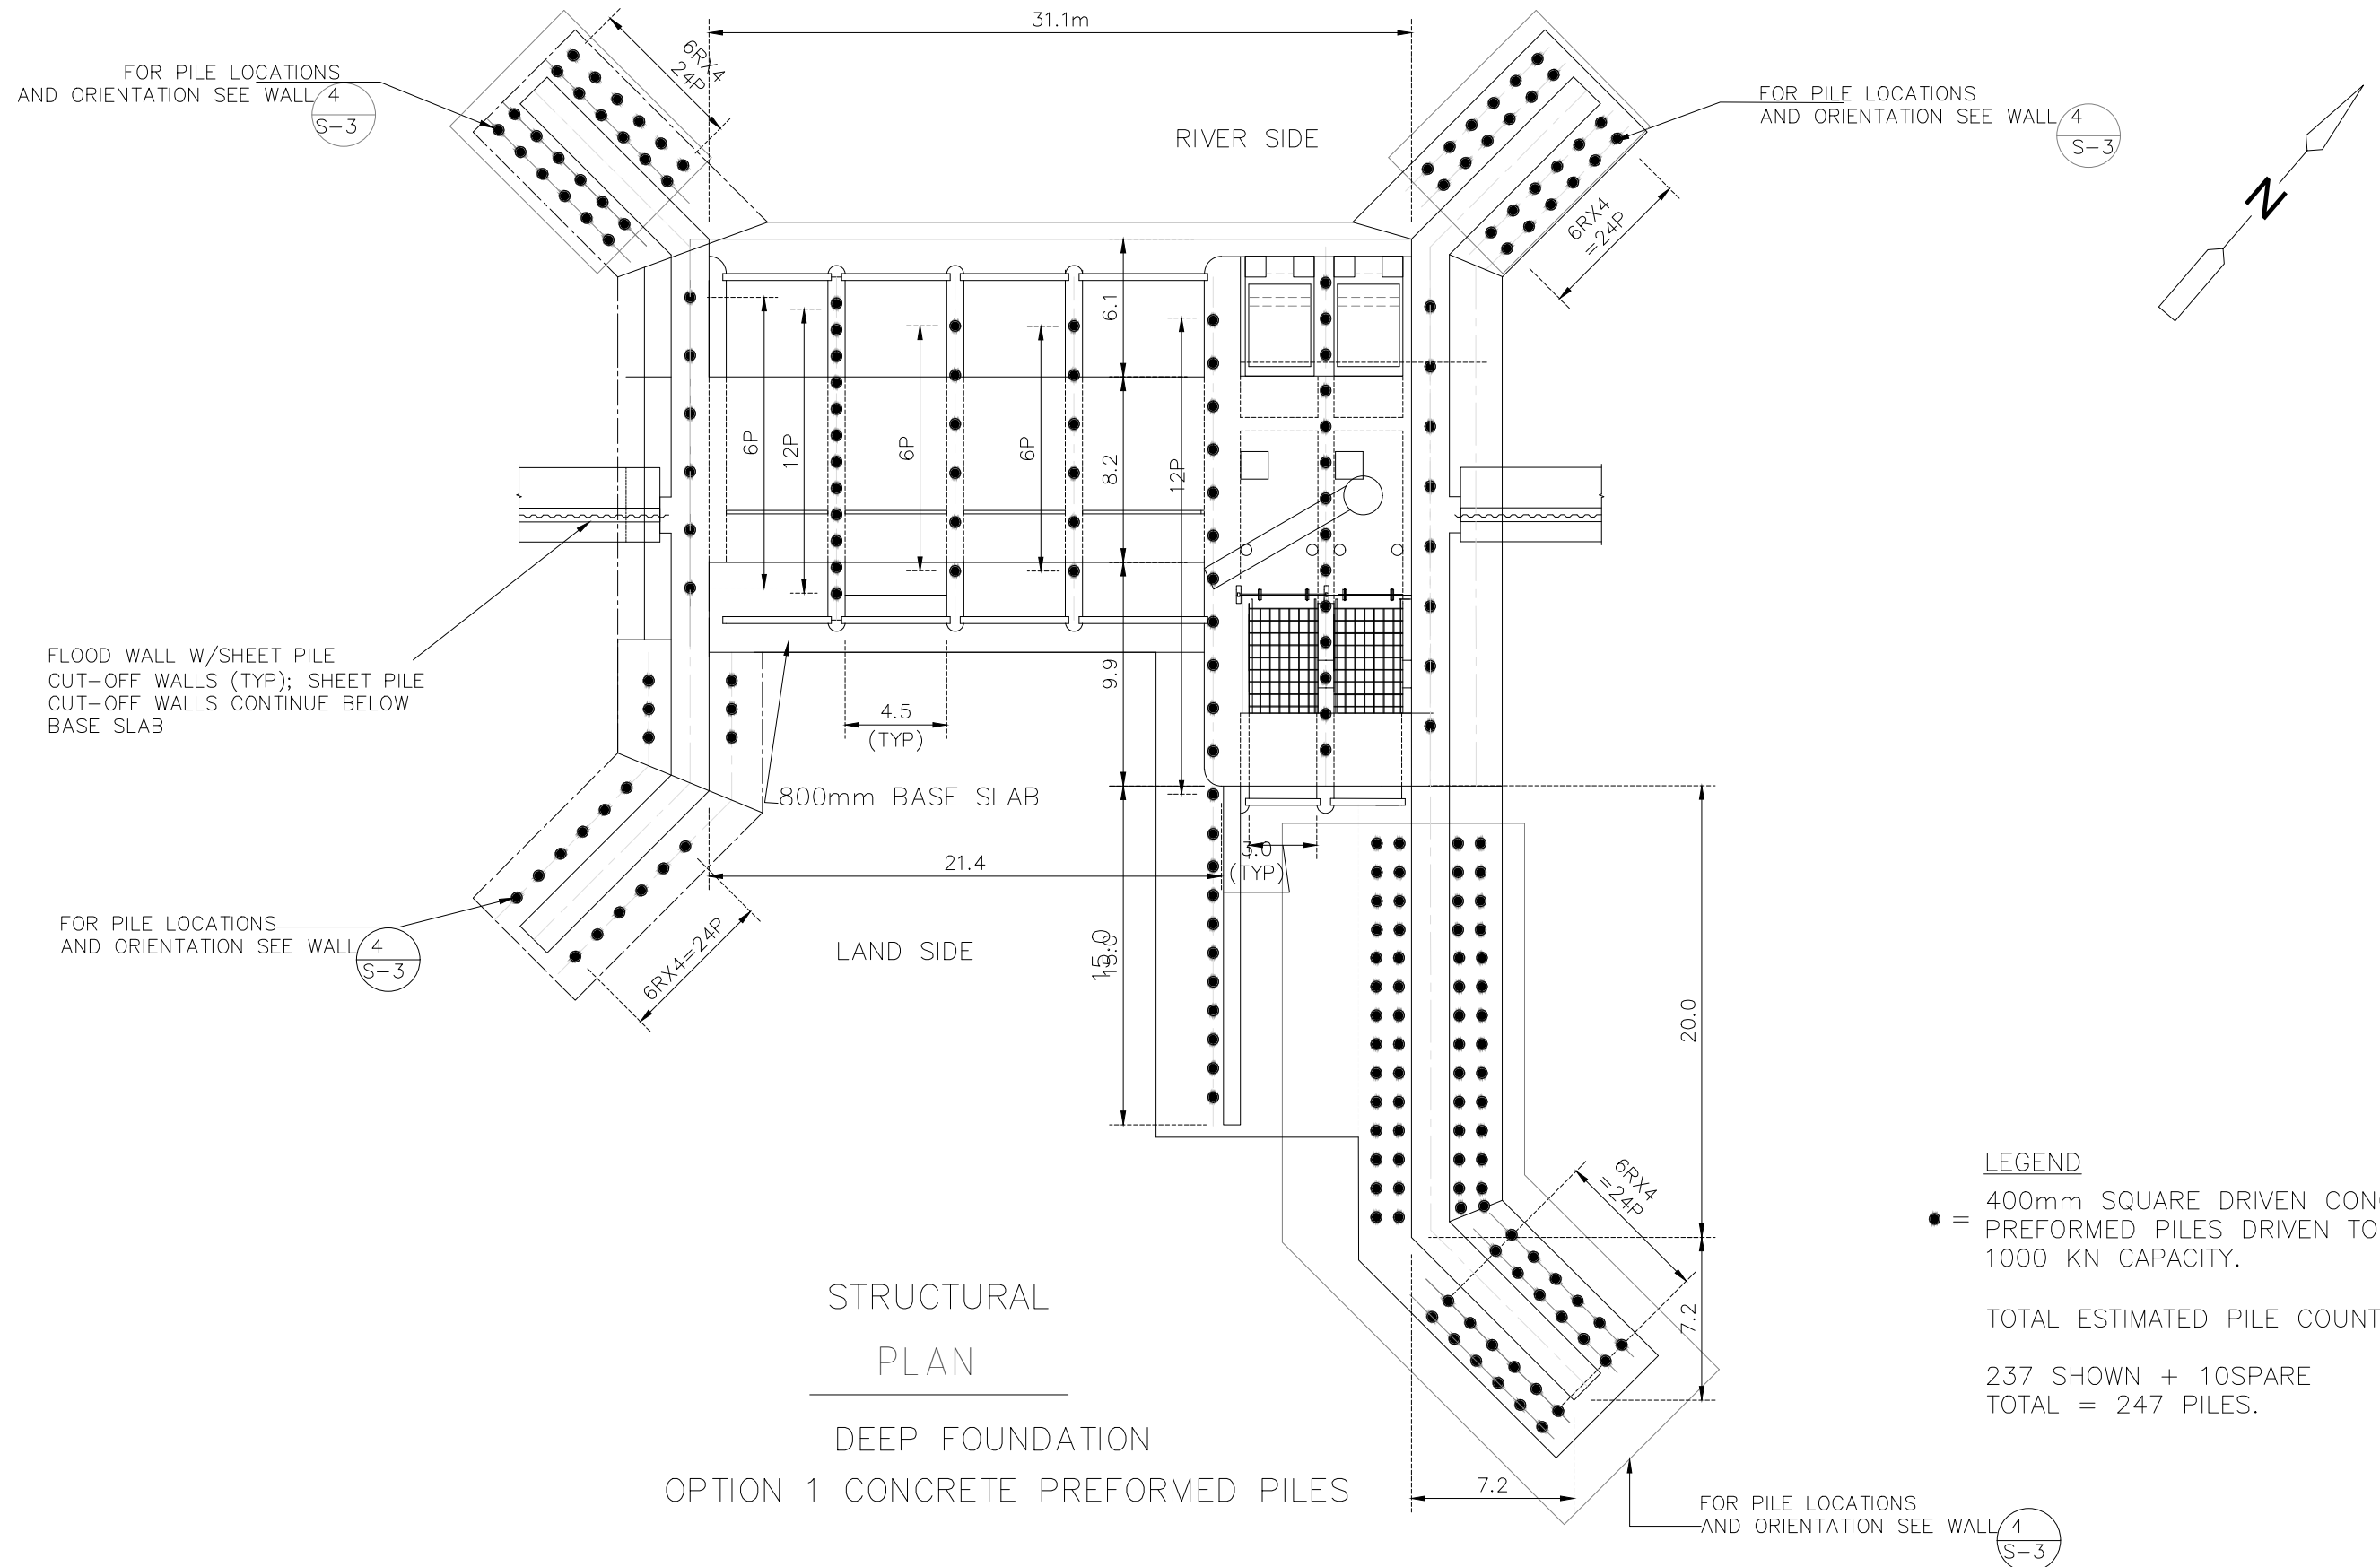 31.1m
6RX4
24P
FOR PILE LOCATIONS
AND ORIENTATION SEE WALL
4
S-3
RIVER SIDE
FOR PILE LOCATIONS
AND ORIENTATION SEE WALL
4
S-3
N
6RX4
=24P
6.1
6P
12P
6P
6P
8.2
12P
FLOOD WALL W/SHEET PILE
CUT-OFF WALLS (TYP); SHEET PILE
CUT-OFF WALLS CONTINUE BELOW
BASE SLAB
9.9
4.5
(TYP)
800mm BASE SLAB
21.4
3.0
(TYP)
FOR PILE LOCATIONS
AND ORIENTATION SEE WALL
4
S-3
6RX4=24P
LAND SIDE
15.0
15.0
20.0
6RX4
=24P
7.2
7.2
LEGEND
= 400mm SQUARE DRIVEN
PREFORMED PILES DRIVEN TO
1000 KN CAPACITY.
TOTAL ESTIMATED PILE COUNT
237 SHOWN + 10SPARE
TOTAL = 247 PILES.
STRUCTURAL
PLAN
DEEP FOUNDATION
OPTION 1 CONCRETE PREFORMED PILES
FOR PILE LOCATIONS
AND ORIENTATION SEE WALL
4
S-3